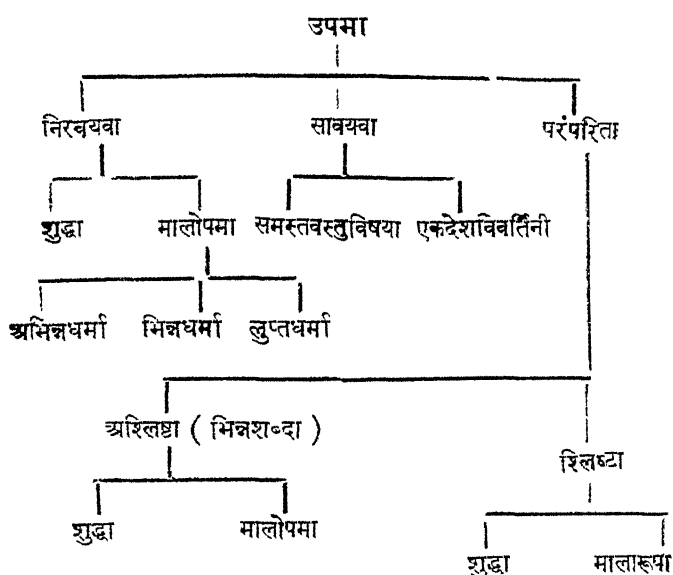 उपमा
निरवयवा सावयवा परंपरिता
शुद्धा मालोपमा समस्तवस्तुविषया एकदेशविवर्तिनी
अभिन्नधर्मा भिन्नधर्मा लुप्तधर्मा
अश्लिष्टा ( भिन्नशब्दा )
श्लिष्टा
शुद्धा मालोपमा
शुद्धा मालारूपा